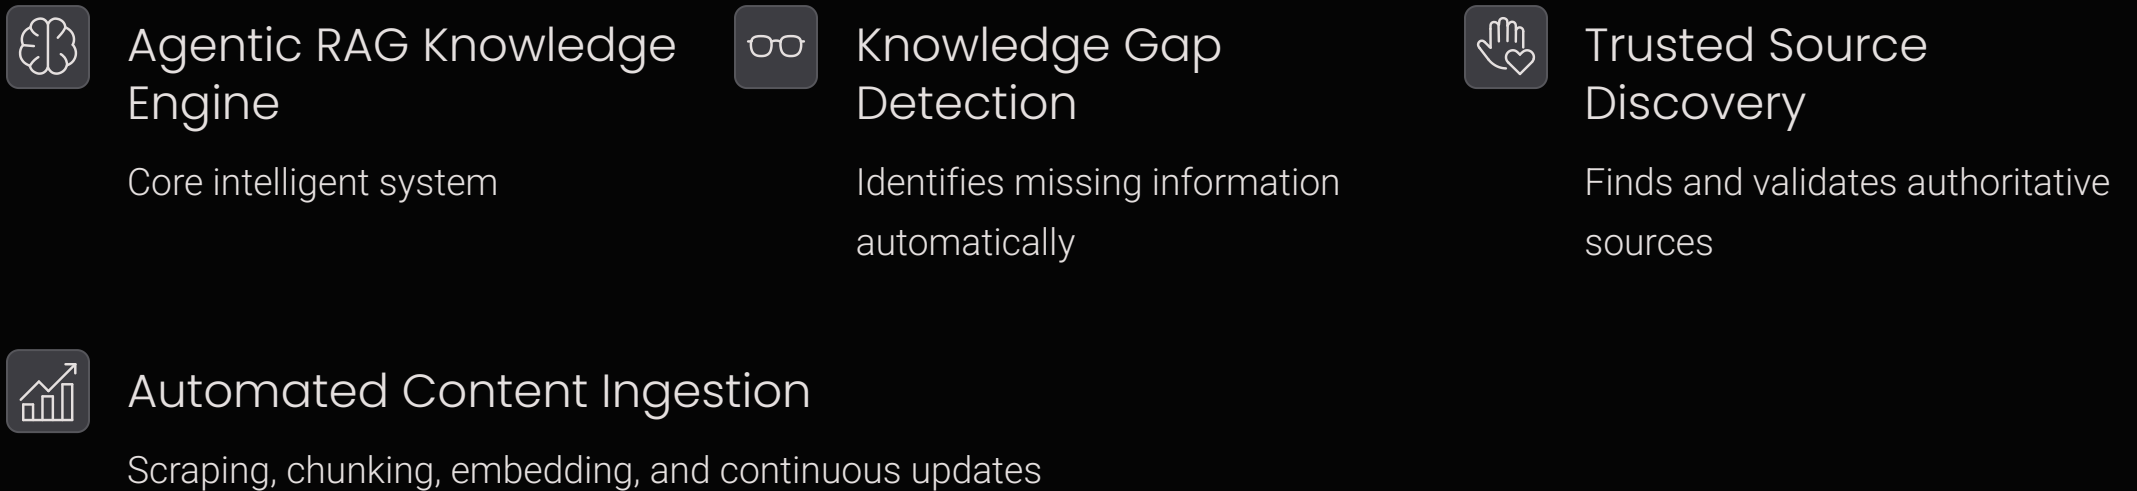 Agentic RAG Knowledge
Engine
Core intelligent system
Knowledge Gap
Detection
Identifies missing information
automatically
Trusted Source
Discovery
Finds and validates authoritative
sources
Automated Content Ingestion
Scraping, chunking, embedding, and continuous updates